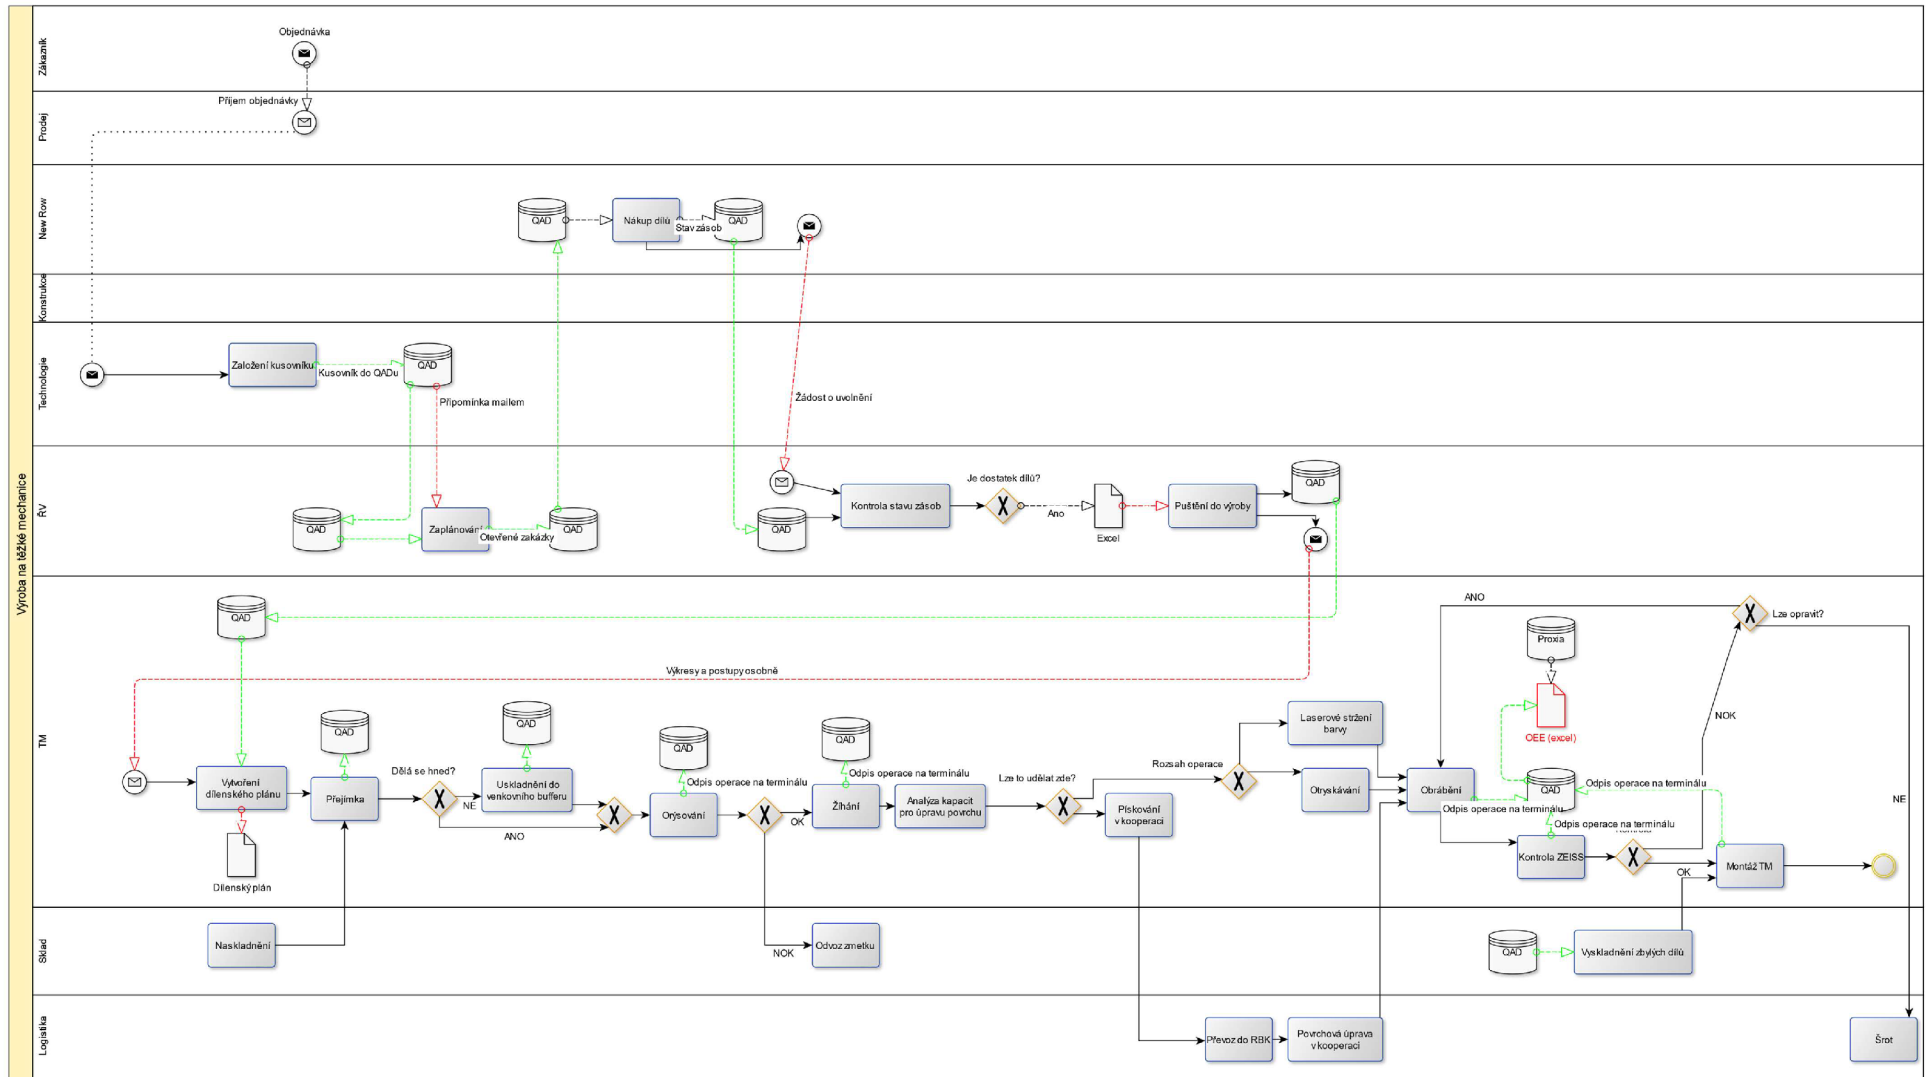 Výroba na těžké mechanice
Zákazník
Objednávka
Prodej
Příjem objednávky
New Row
QAD
Nákup dílů
Stav zásob
QAD
Konstrukce
Technologie
Založení kusovníku
Kusovník do QADu
QAD
Připomínka mailem
Žádost o uvolnění
ŘV
QAD
Zaplánování
Otevřené zakázky
QAD
QAD
Kontrola stavu zásob
Je dostatek dílů?
Ano
Excel
Puštění do výroby
QAD
TM
QAD
Výkresy a postupy osobně
ANO
Lze opravit?
Proxia
OEE (excel)
NOK
NE
Vytvoření
dílenského plánu
Dílenský plán
QAD
Přejímka
Dělá se hned?
NE
ANO
QAD
Uskladnění do
venkovního bufferu
QAD
Odpis operace na terminálu
Orýsování
OK
QAD
Odpis operace na terminálu
Žíhání
Analýza kapacit
pro úpravu povrchu
Lze to udělat zde?
Pískování
v kooperaci
Rozsah operace
Laserové stržení
barvy
Otryskávání
Obrábění
Odpis operace na terminálu
QAD
Odpis operace na terminálu
Odpis operace na terminálu
Kontrola ZEISS
OK
Montáž TM
Sklad
Naskladnění
NOK
Odvoz zmetku
QAD
Vyskladnění zbylých dílů
Logistika
Převoz do RBK
Povrchová úprava
v kooperaci
Šrot